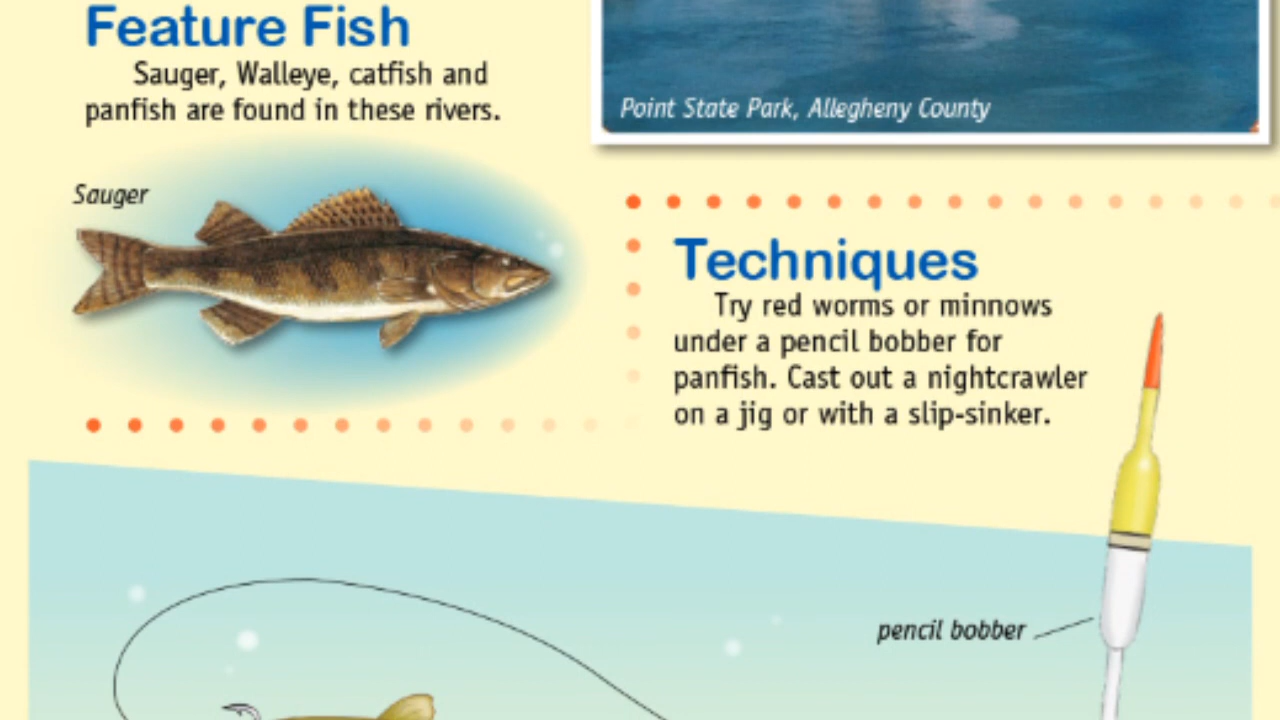 Feature Fish
Sauger, Walleye, catfish and
panfish are found in these rivers.
Point State Park, Allegheny County
Sauger
Techniques
Try red worms or minnows
under a pencil bobber for
panfish. Cast out a nightcrawler
on a jig or with a slip-sinker.
pencil bobber